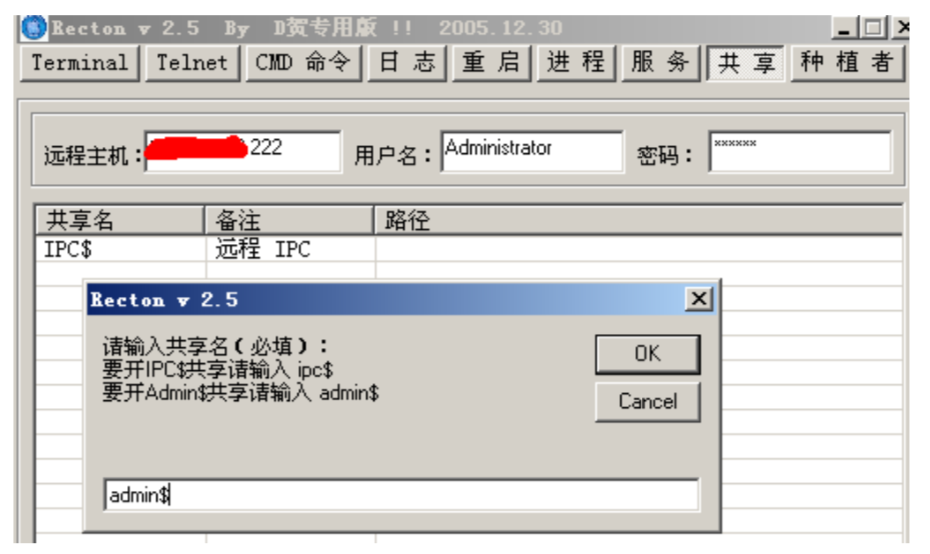 Recton v 2.5 By D贺专用版 !! 2005.12.30
Terminal Telnet CMD 命令 日 志 重 启 进 程 服 务 共 享 种 植 者
远程主机： 222 用户名： Administrator 密码： ******
共享名 备注 路径
IPC$ 远程 IPC
Recton v 2.5
请输入共享名（必填）：
要开IPC$共享请输入 ipc$
要开Admin$共享请输入 admin$
OK
Cancel
admin$